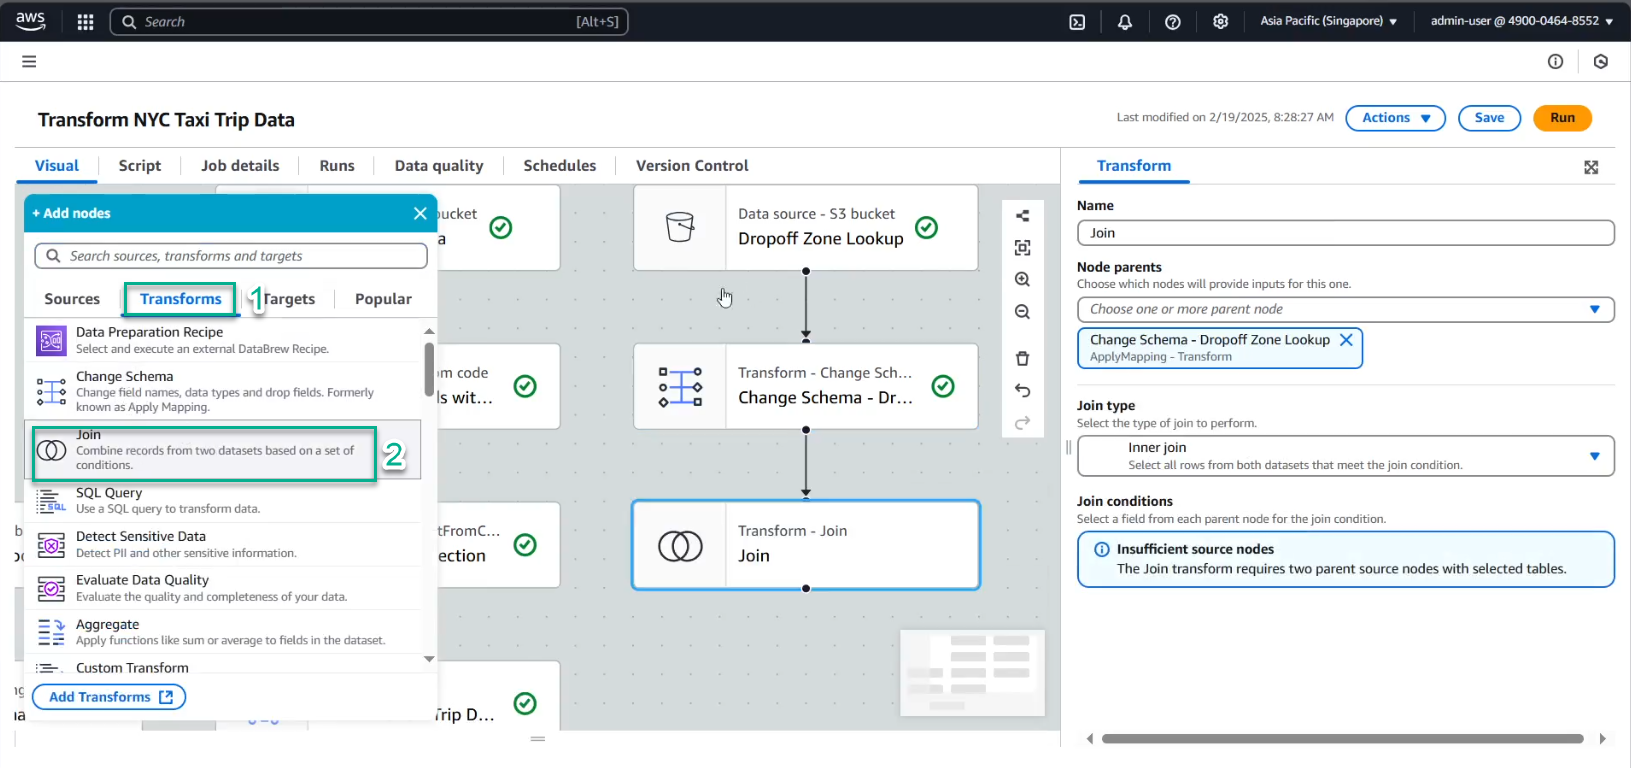 aws
Search
[Alt+S]
Asia Pacific (Singapore)
admin-user @ 4900-0464-8552
Transform NYC Taxi Trip Data
Last modified on 2/19/2025, 8:28:27 AM
Actions
Save
Run
Visual
Script
Job details
Runs
Data quality
Schedules
Version Control
+ Add nodes
Search sources, transforms and targets
Sources
Transforms
1
Targets
Popular
Data Preparation Recipe
Select and execute an external DataBrew Recipe.
Change Schema
Change field names, data types and drop fields. Formerly
known as Apply Mapping.
Join
Combine records from two datasets based on a set of
conditions.
2
SQL Query
Use a SQL query to transform data.
Detect Sensitive Data
Detect PII and other sensitive information.
Evaluate Data Quality
Evaluate the quality and completeness of your data.
Aggregate
Apply functions like sum or average to fields in the dataset.
Custom Transform
Add Transforms
ucket
a
m code
ls wit...
tFromC...
ection
Trip D...
Data source - S3 bucket
Dropoff Zone Lookup
Transform - Change Sch...
Change Schema - Dr...
Transform - Join
Join
Transform
Name
Join
Node parents
Choose which nodes will provide inputs for this one.
Choose one or more parent node
Change Schema - Dropoff Zone Lookup
ApplyMapping - Transform
Join type
Select the type of join to perform.
Inner join
Select all rows from both datasets that meet the join condition.
Join conditions
Select a field from each parent node for the join condition.
Insufficient source nodes
The Join transform requires two parent source nodes with selected tables.